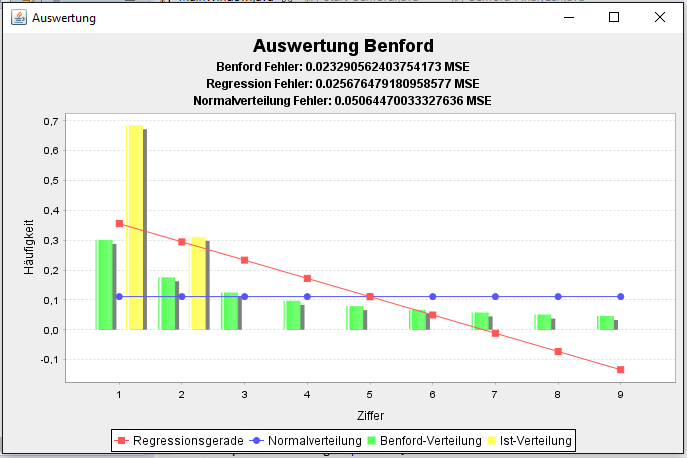 Auswertung
Auswertung Benford
Benford Fehler: 0.023290562403754173 MSE
Regression Fehler: 0.025676479180958577 MSE
Normalverteilung Fehler: 0.05064470033327636 MSE
0,7
0,6
0,5
0,4
0,3
0,2
0,1
0,0
-0,1
Häufigkeit
1 2 3 4 5 6 7 8 9
Ziffer
Regressionsgerade Normalverteilung Benford-Verteilung Ist-Verteilung